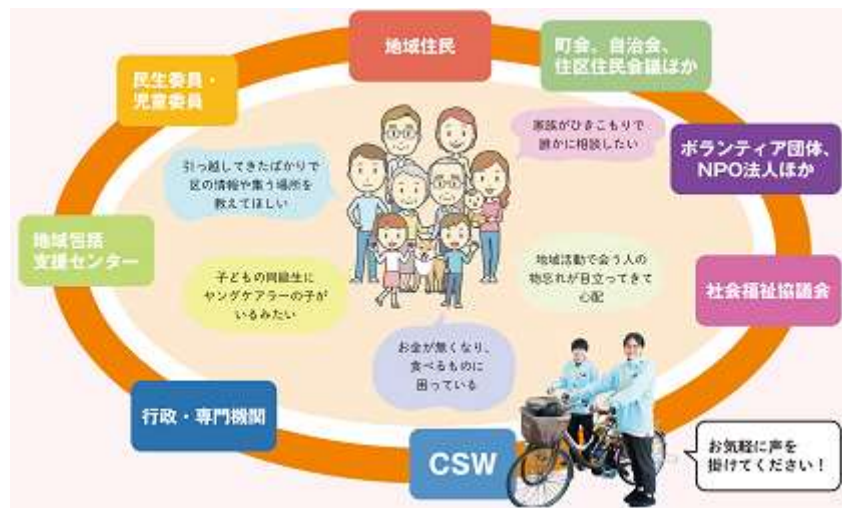 地域住民
町会、自治会、
住区住民会議ほか
民生委員・
児童委員
ボランティア団体、
NPO法人ほか
家族がひきこもりで
誰かに相談したい
引っ越してきたばかりで
区の情報や集う場所を
教えてほしい
地域包括
支援センター
地域活動で会う人の
物忘れが目立ってきて
心配
社会福祉協議会
子どもの同級生に
ヤングケアラーの子が
いるみたい
お金が無くなり、
食べるものに
困っている
行政・専門機関
CSW
お気軽に声を
掛けてください！